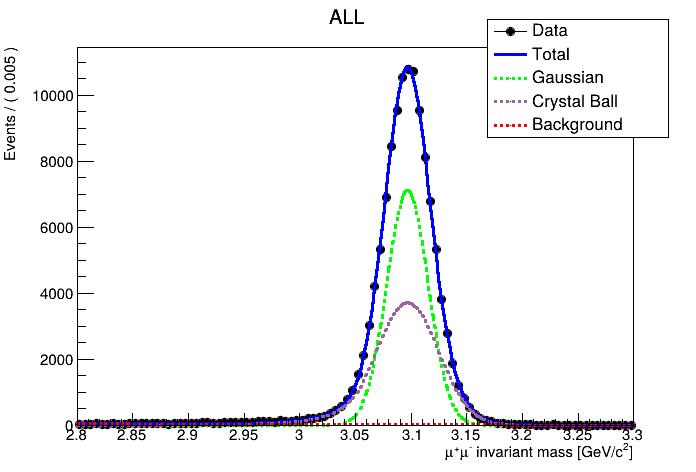 ALL
Data
Total
Gaussian
Crystal Ball
Background
Events / ( 0.005 )
10000
8000
6000
4000
2000
0
2.8 2.85 2.9 2.95 3 3.05 3.1 3.15 3.2 3.25 3.3
μ⁺μ⁻ invariant mass [GeV/c²]